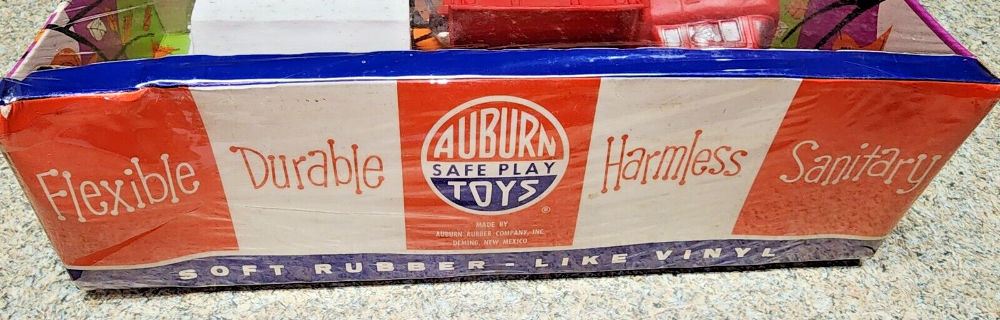 Flexible
Durable
AUBURN
SAFE PLAY
TOYS
®
MADE BY
AUBURN RUBBER COMPANY, INC.
DEMING, NEW MEXICO
Harmless
Sanitary
SOFT RUBBER-LIKE VINYL